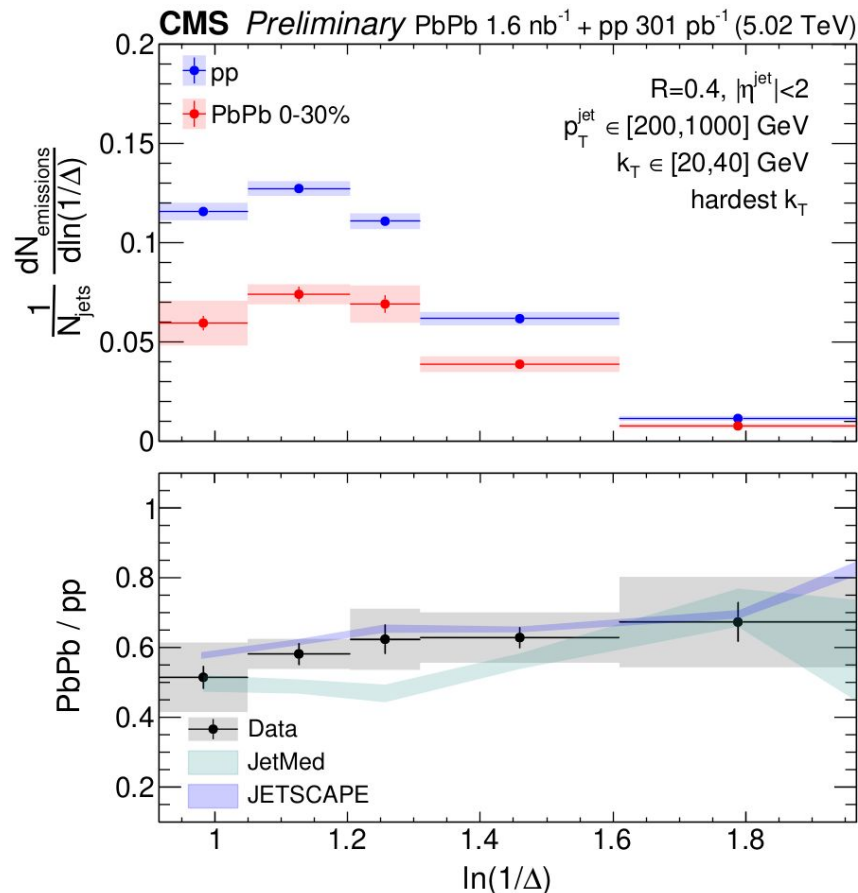 CMS Preliminary PbPb 1.6 nb⁻¹ + pp 301 pb⁻¹ (5.02 TeV)
0.2
0.15
0.1
0.05
0
1/N_jets dN_emissions/dln(1/Δ)
pp
PbPb 0-30%
R=0.4, |η^jet|<2
p_T^jet ∈ [200,1000] GeV
k_T ∈ [20,40] GeV
hardest k_T
1
0.8
0.6
0.4
0.2
PbPb / pp
Data
JetMed
JETSCAPE
1 1.2 1.4 1.6 1.8
ln(1/Δ)